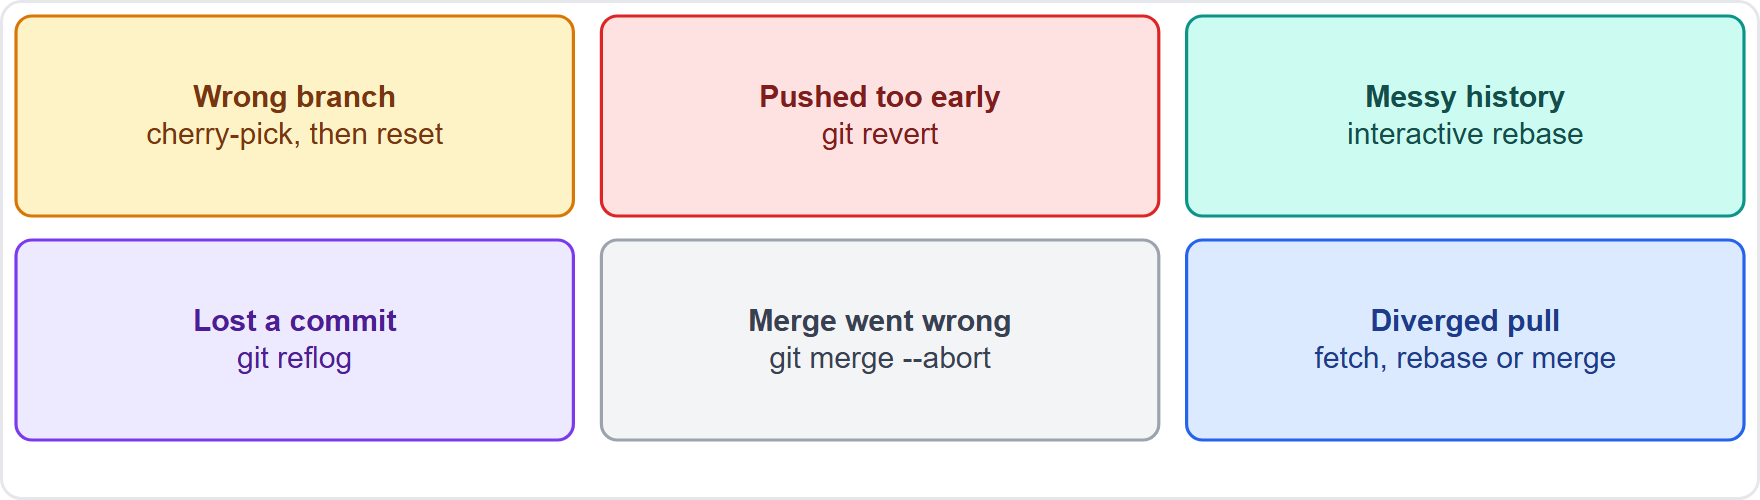 Wrong branch
cherry-pick, then reset
Pushed too early
git revert
Messy history
interactive rebase
Lost a commit
git reflog
Merge went wrong
git merge --abort
Diverged pull
fetch, rebase or merge